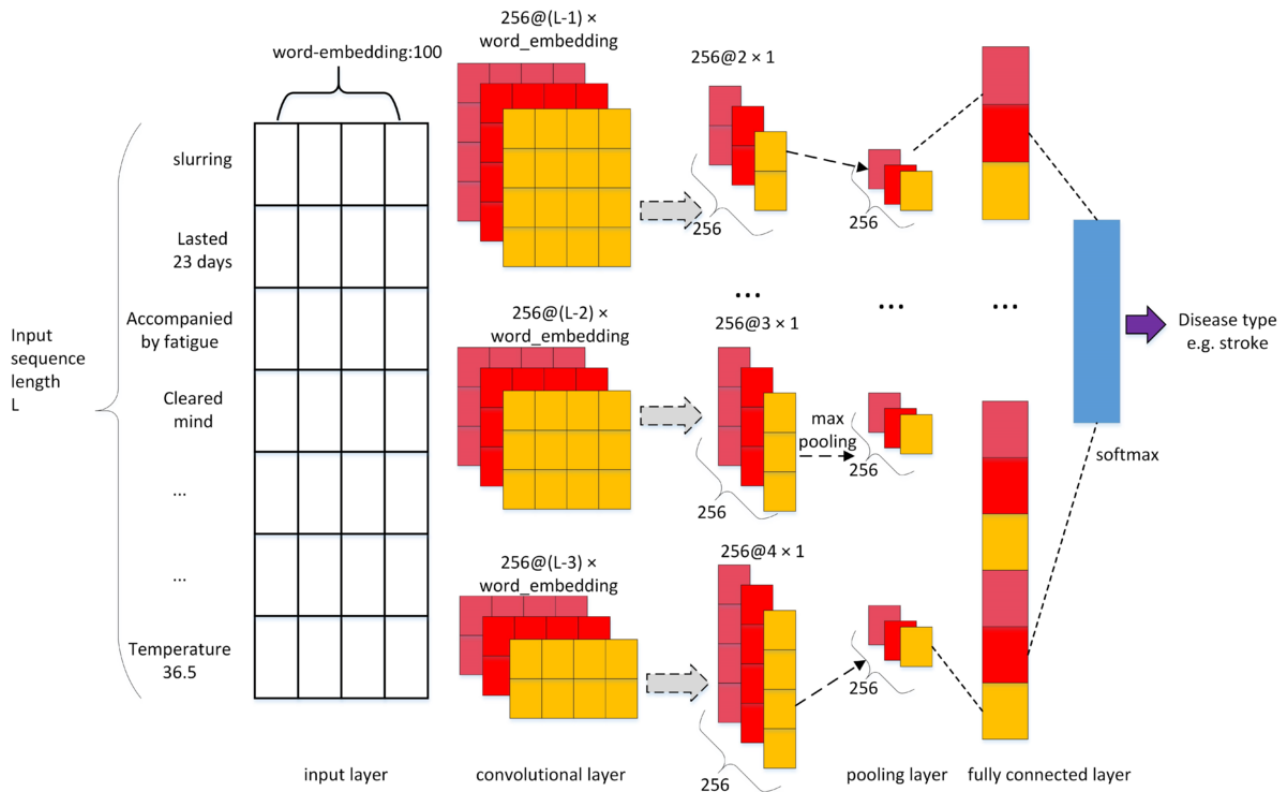 word-embedding:100
Input
sequence
length
L
slurring
Lasted
23 days
Accompanied
by fatigue
Cleared
mind
...
...
Temperature
36.5
input layer
256@(L-1) ×
word_embedding
256@(L-2) ×
word_embedding
256@(L-3) ×
word_embedding
convolutional layer
256@2 × 1
256
...
256@3 × 1
256
256@4 × 1
256
256
...
max
pooling
256
256
pooling layer
...
fully connected layer
softmax
Disease type
e.g. stroke